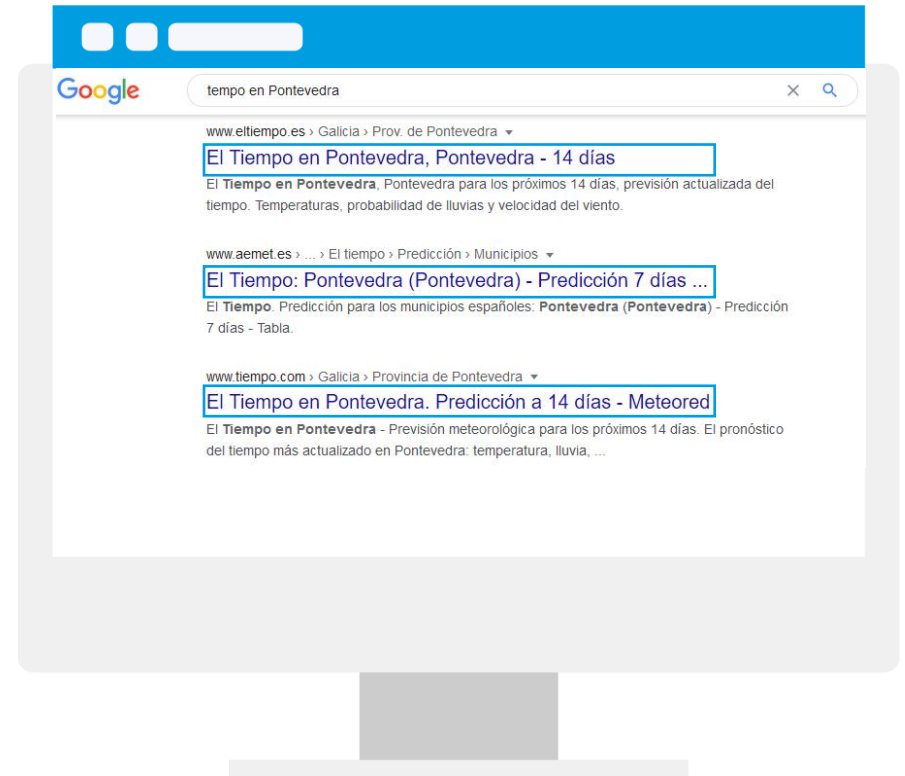 Google
tempo en Pontevedra
www.eltiempo.es › Galicia › Prov. de Pontevedra
El Tiempo en Pontevedra, Pontevedra - 14 días
El Tiempo en Pontevedra, Pontevedra para los próximos 14 días, previsión actualizada del
tiempo. Temperaturas, probabilidad de lluvias y velocidad del viento.
www.aemet.es › ... › El tiempo › Predicción › Municipios
El Tiempo: Pontevedra (Pontevedra) - Predicción 7 días ...
El Tiempo. Predicción para los municipios españoles: Pontevedra (Pontevedra) - Predicción
7 días - Tabla.
www.tiempo.com › Galicia › Provincia de Pontevedra
El Tiempo en Pontevedra. Predicción a 14 días - Meteored
El Tiempo en Pontevedra - Previsión meteorológica para los próximos 14 días. El pronóstico
del tiempo más actualizado en Pontevedra: temperatura, lluvia, ...